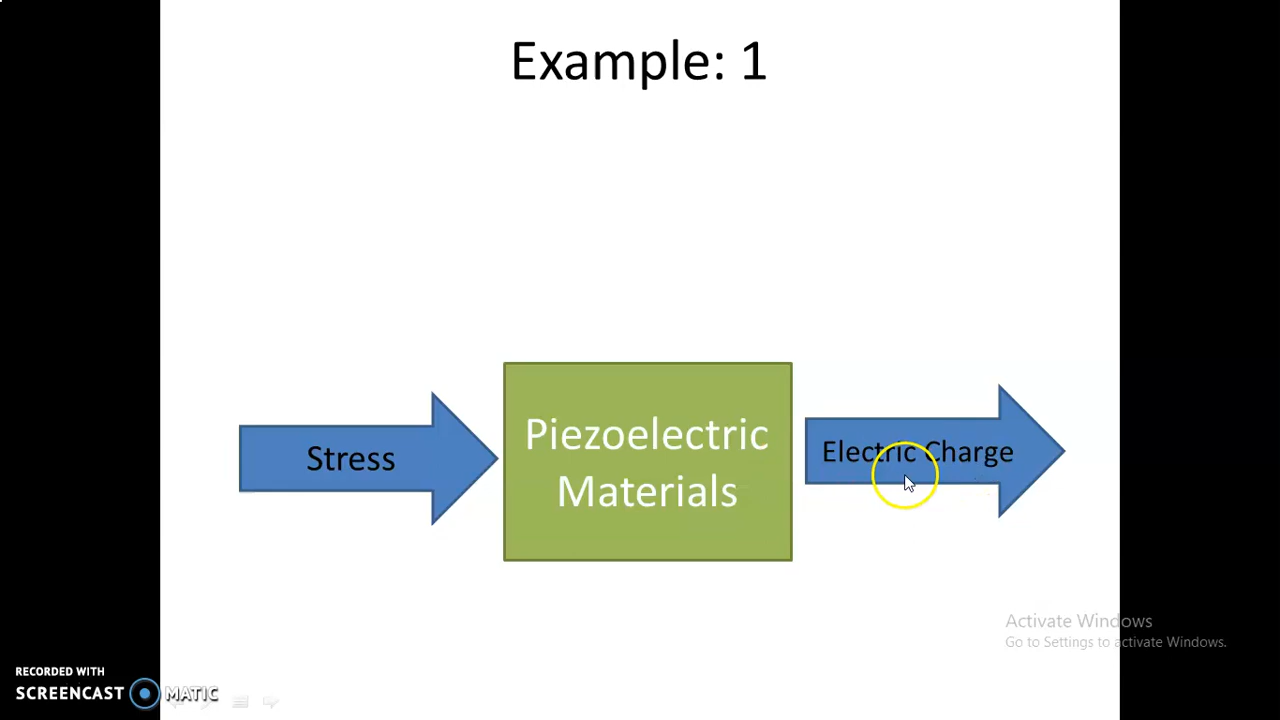 Example: 1
Stress
Piezoelectric
Materials
Electric Charge
Activate Windows
Go to Settings to activate Windows.
RECORDED WITH
SCREENCAST MATIC